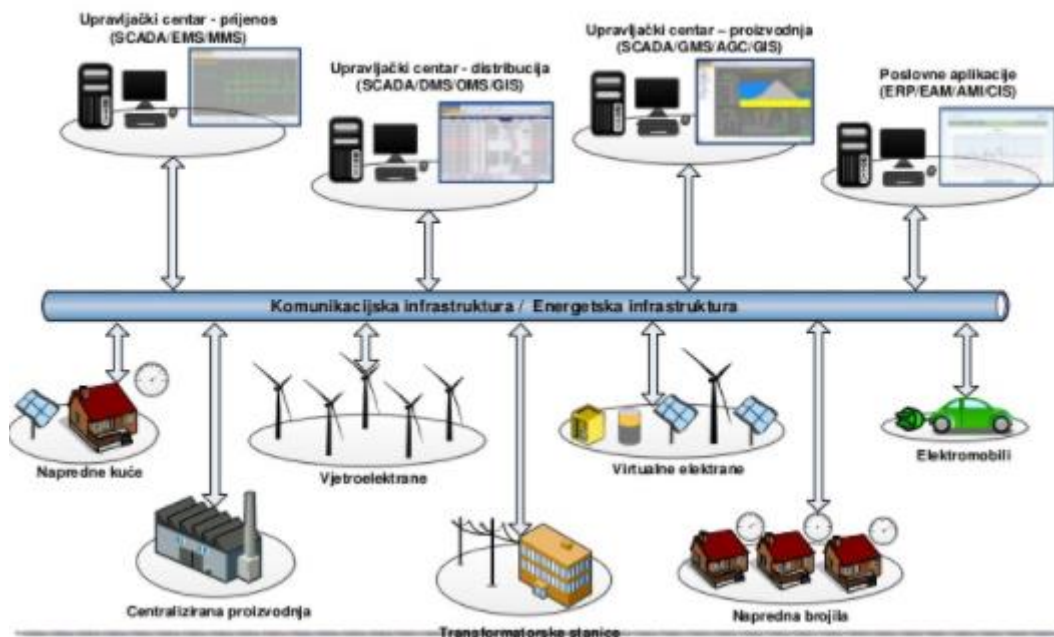 Upravljački centar - prijenos
(SCADA/EMS/MMS)
Upravljački centar - distribucija
(SCADA/DMS/OMS/GIS)
Upravljački centar – proizvodnja
(SCADA/GMS/AGC/GIS)
Poslovne aplikacije
(ERP/EAM/AMI/CIS)
Komunikacijska infrastruktura / Energetska infrastruktura
Napredne kuće
Vjetroelektrane
Virtualne elektrane
Elektromobili
Centralizirana proizvodnja
Transformatorske stanice
Napredna brojila